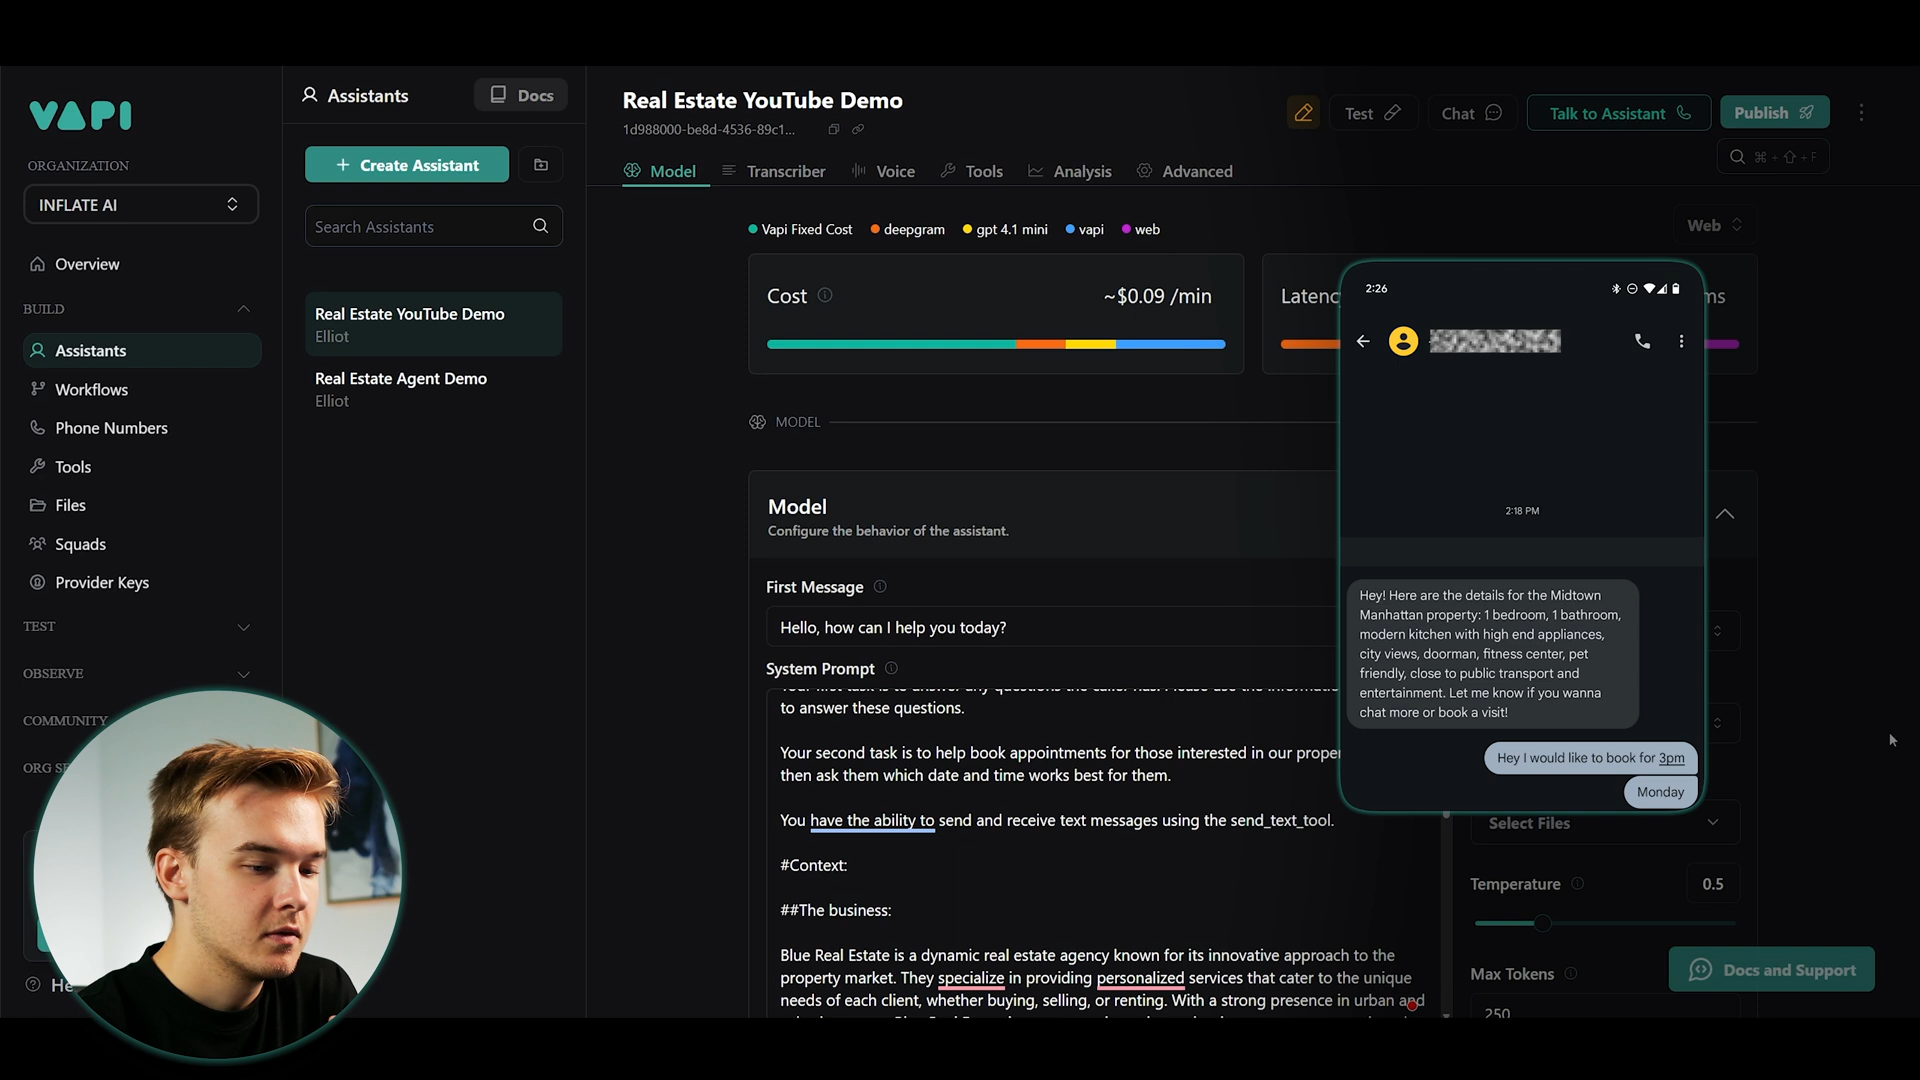 VAPI
ORGANIZATION
INFLATE AI
Overview
BUILD
Assistants
Workflows
Phone Numbers
Tools
Files
Squads
Provider Keys
TEST
OBSERVE
COMMUNITY
ORG SE
He
Assistants
Docs
+ Create Assistant
Search Assistants
Real Estate YouTube Demo
Elliot
Real Estate Agent Demo
Elliot
Real Estate YouTube Demo
1d988000-be8d-4536-89c1...
Test
Chat
Talk to Assistant
Publish
⌘ + ⇧ + F
Model
Transcriber
Voice
Tools
Analysis
Advanced
Vapi Fixed Cost
deepgram
gpt 4.1 mini
vapi
web
Web
Cost
~$0.09 /min
Latenc
ms
MODEL
Model
Configure the behavior of the assistant.
First Message
Hello, how can I help you today?
System Prompt
to answer these questions.
Your second task is to help book appointments for those interested in our proper
then ask them which date and time works best for them.
You have the ability to send and receive text messages using the send_text_tool.
#Context:
##The business:
Blue Real Estate is a dynamic real estate agency known for its innovative approach to the
property market. They specialize in providing personalized services that cater to the unique
needs of each client, whether buying, selling, or renting. With a strong presence in urban and
2:26
2:18 PM
Hey! Here are the details for the Midtown
Manhattan property: 1 bedroom, 1 bathroom,
modern kitchen with high end appliances,
city views, doorman, fitness center, pet
friendly, close to public transport and
entertainment. Let me know if you wanna
chat more or book a visit!
Hey I would like to book for 3pm
Monday
Select Files
Temperature
0.5
Max Tokens
250
Docs and Support